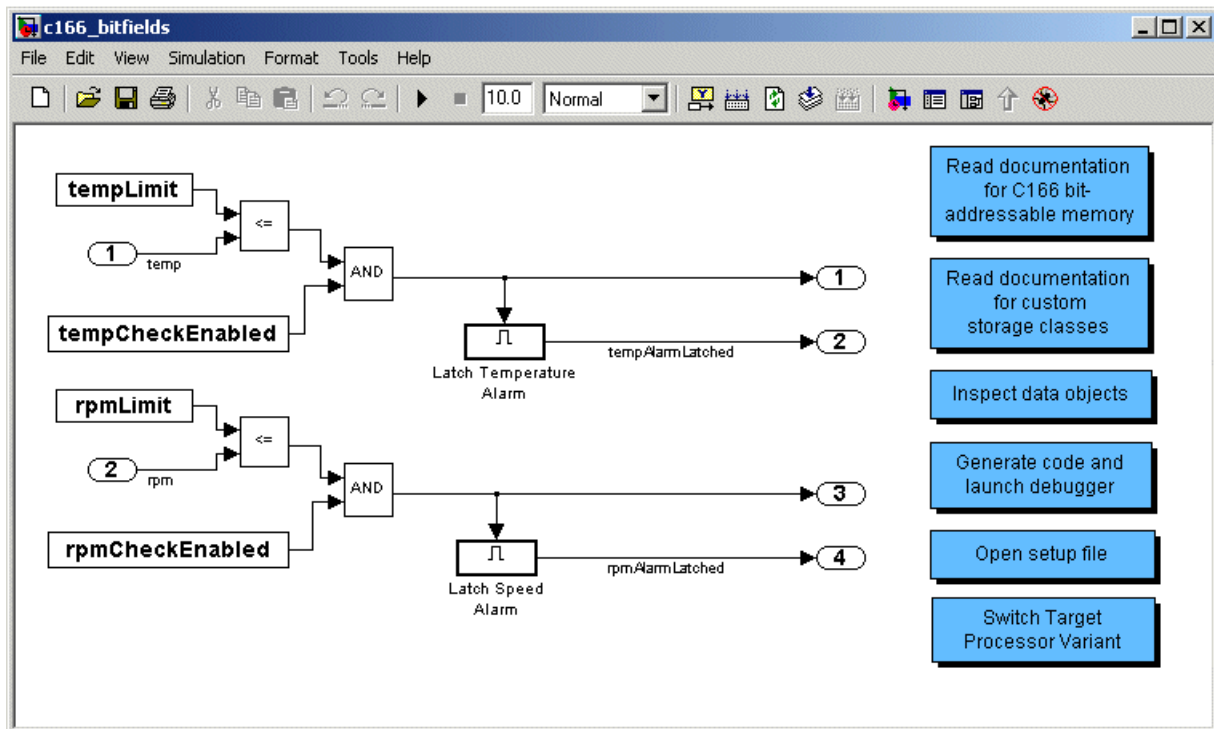 c166_bitfields
File Edit View Simulation Format Tools Help
10.0 Normal
tempLimit
<=
1
temp
AND
tempCheckEnabled
1
2
tempAlarmLatched
Latch Temperature
Alarm
rpmLimit
<=
2
rpm
AND
rpmCheckEnabled
3
4
rpmAlarmLatched
Latch Speed
Alarm
Read documentation
for C166 bit-
addressable memory
Read documentation
for custom
storage classes
Inspect data objects
Generate code and
launch debugger
Open setup file
Switch Target
Processor Variant